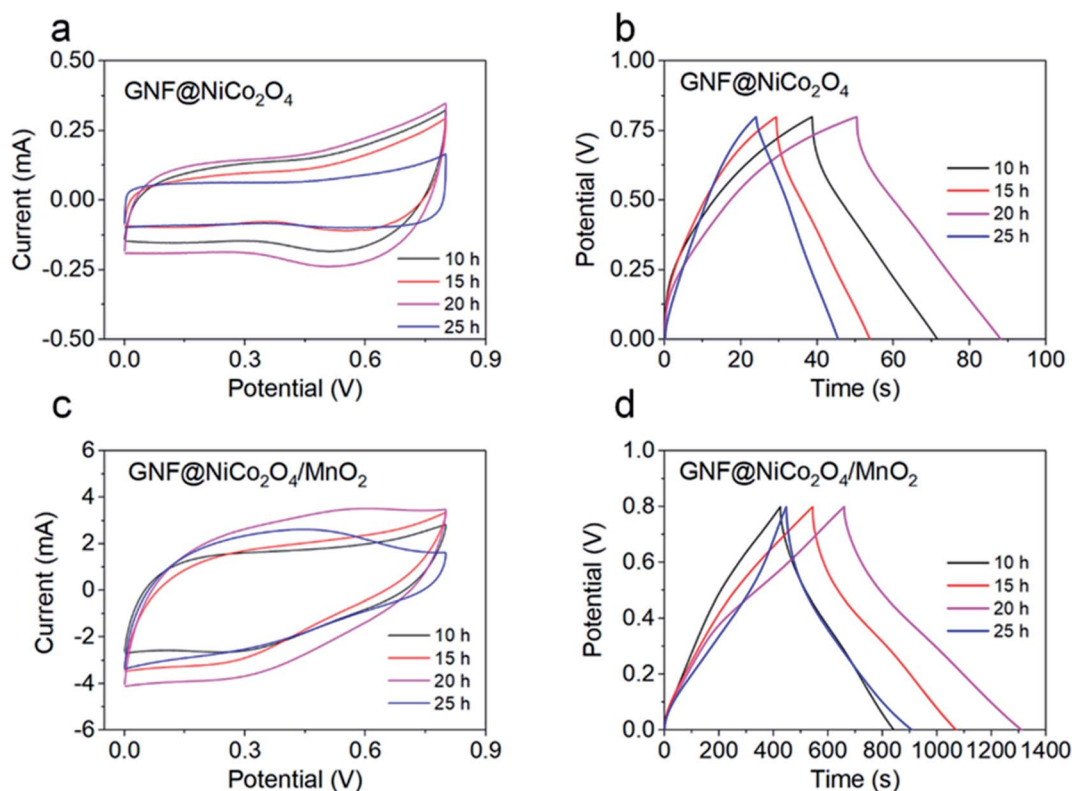 a
GNF@NiCo₂O₄
Current (mA)
0.50
0.25
0.00
-0.25
-0.50
0.0
0.3
0.6
0.9
Potential (V)
10 h
15 h
20 h
25 h
b
GNF@NiCo₂O₄
Potential (V)
1.00
0.75
0.50
0.25
0.00
0
20
40
60
80
100
Time (s)
10 h
15 h
20 h
25 h
c
GNF@NiCo₂O₄/MnO₂
Current (mA)
6
4
2
0
-2
-4
-6
0.0
0.3
0.6
0.9
Potential (V)
10 h
15 h
20 h
25 h
d
GNF@NiCo₂O₄/MnO₂
Potential (V)
1.0
0.8
0.6
0.4
0.2
0.0
0
200
400
600
800
1000
1200
1400
Time (s)
10 h
15 h
20 h
25 h